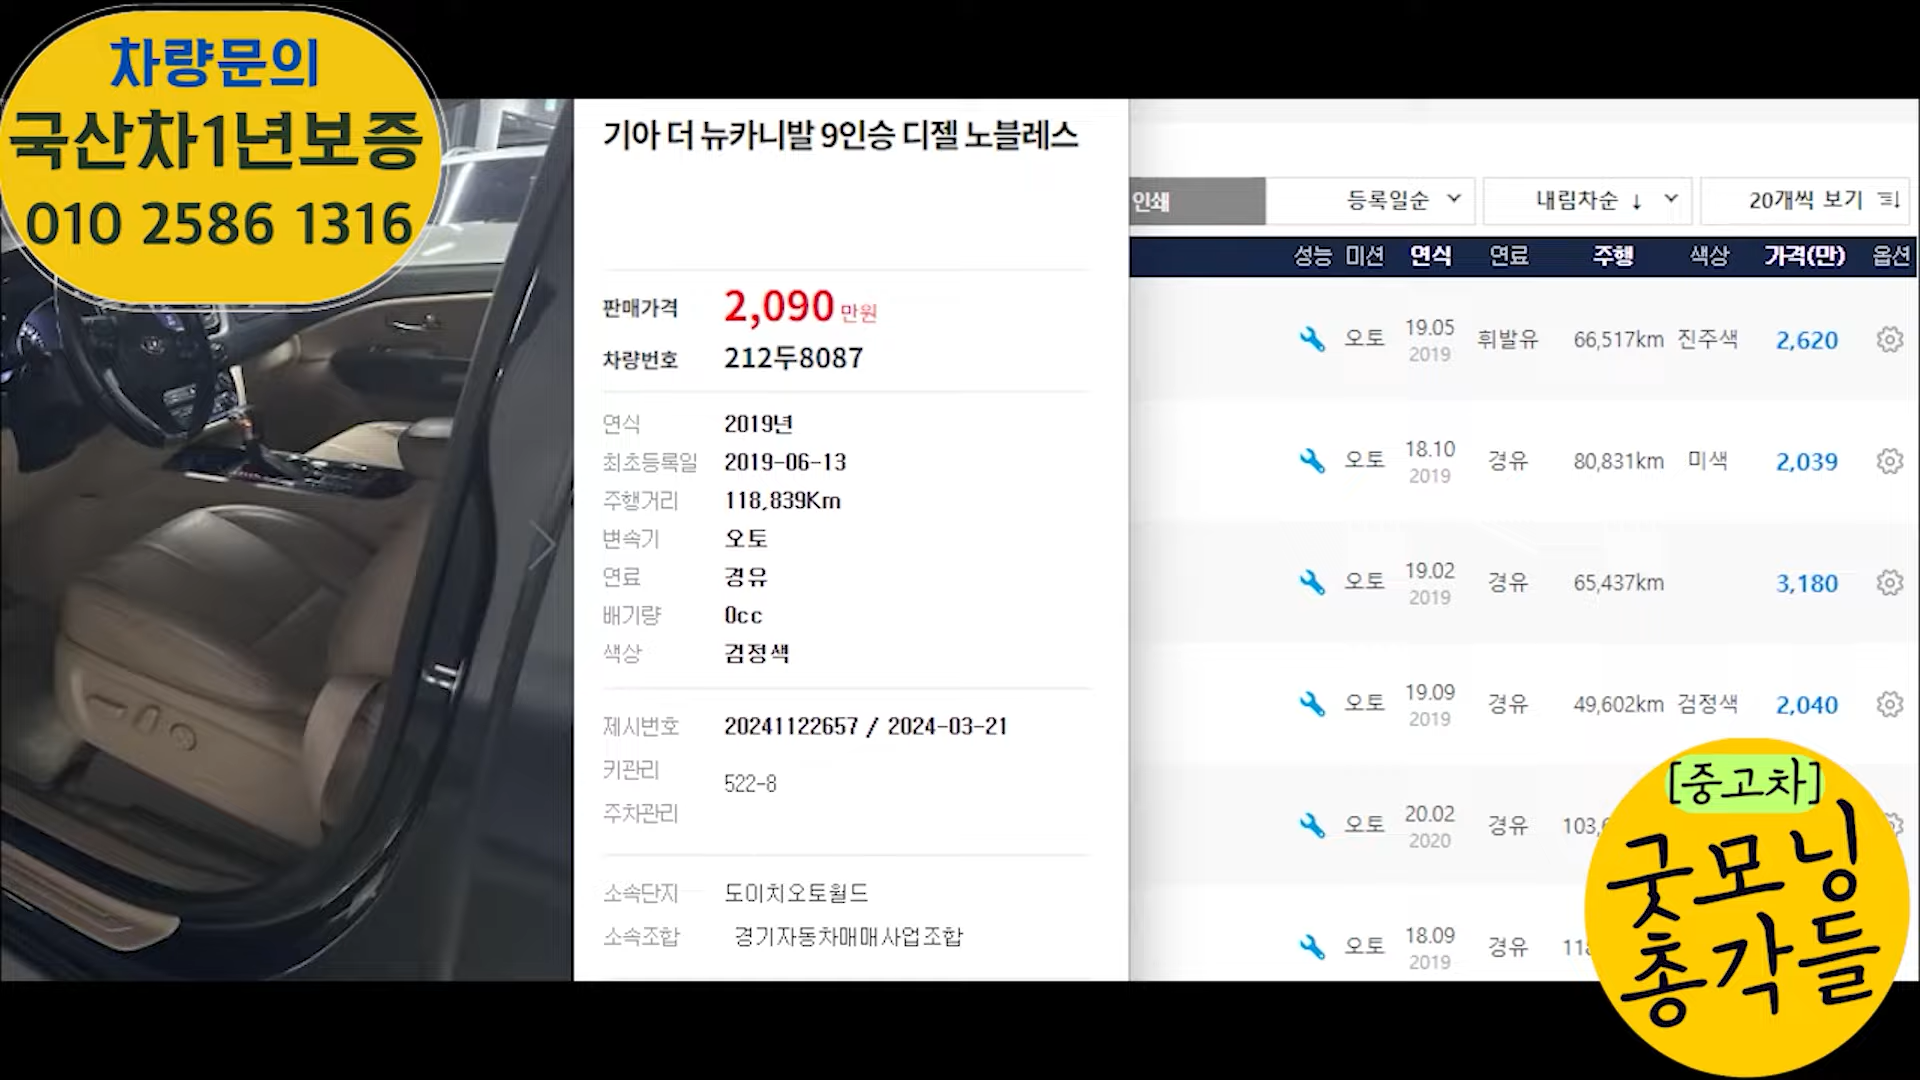 차량문의
국산차1년보증
010 2586 1316
기아 더 뉴카니발 9인승 디젤 노블레스
판매가격 2,090 만원
차량번호 212두8087
연식 2019년
최초등록일 2019-06-13
주행거리 118,839Km
변속기 오토
연료 경유
배기량 0cc
색상 검정색
제시번호 20241122657 / 2024-03-21
키관리 522-8
주차관리
소속단지 도이치오토월드
소속조합 경기자동차매매사업조합
인쇄 등록일순 내림차순 ↓ 20개씩 보기
성능 미션 연식 연료 주행 색상 가격(만) 옵션
오토 19.05 2019 휘발유 66,517km 진주색 2,620
오토 18.10 2019 경유 80,831km 미색 2,039
오토 19.02 2019 경유 65,437km 3,180
오토 19.09 2019 경유 49,602km 검정색 2,040
오토 20.02 2020 경유 103,
오토 18.09 2019 경유
[중고차]
굿모닝
총각들